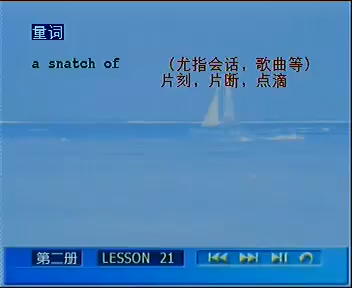 量词
a snatch of （尤指会话，歌曲等）
片刻，片断，点滴
第二册 LESSON 21